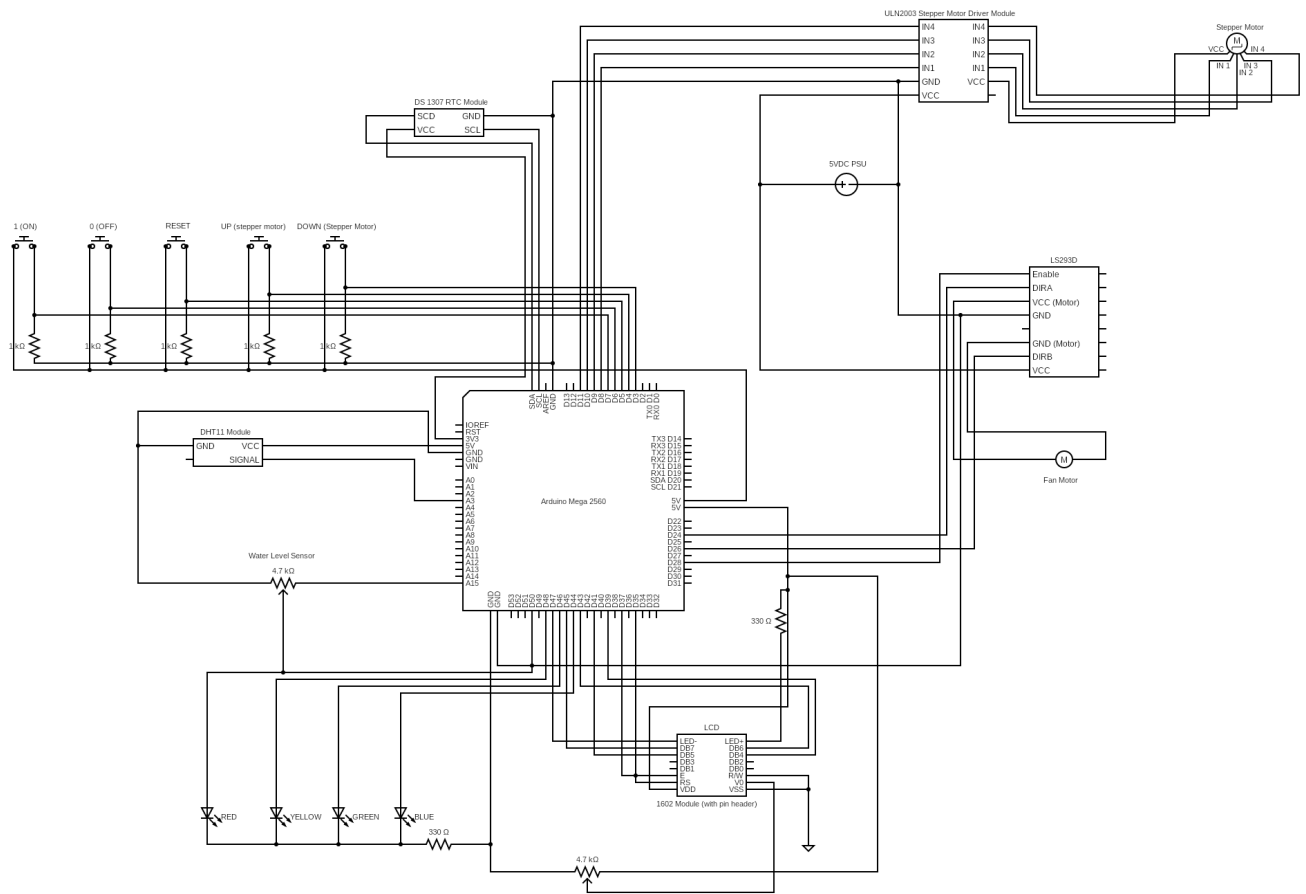 ULN2003 Stepper Motor Driver Module
IN4 IN4
IN3 IN3
IN2 IN2
IN1 IN1
GND VCC
VCC
Stepper Motor
M
VCC IN 4
IN 1 IN 3
IN 2
DS 1307 RTC Module
SCD GND
VCC SCL
5VDC PSU
1 (ON)
0 (OFF)
RESET
UP (stepper motor)
DOWN (Stepper Motor)
1 kΩ
1 kΩ
1 kΩ
1 kΩ
1 kΩ
LS293D
Enable
DIRA
VCC (Motor)
GND
GND (Motor)
DIRB
VCC
M
Fan Motor
DHT11 Module
GND VCC
SIGNAL
Arduino Mega 2560
SDA
SCL
AREF
GND
D13
D12
D11
D10
D9
D8
D7
D6
D5
D4
D3
D2
TX0 D1
RX0 D0
IOREF
RST
3V3
5V
GND
GND
VIN
A0
A1
A2
A3
A4
A5
A6
A7
A8
A9
A10
A11
A12
A13
A14
A15
TX3 D14
RX3 D15
TX2 D16
RX2 D17
TX1 D18
RX1 D19
SDA D20
SCL D21
5V
5V
D22
D23
D24
D25
D26
D27
D28
D29
D30
D31
GND
GND
D53
D52
D51
D50
D49
D48
D47
D46
D45
D44
D43
D42
D41
D40
D39
D38
D37
D36
D35
D34
D33
D32
Water Level Sensor
4.7 kΩ
330 Ω
LCD
LED- LED+
DB7 DB6
DB5 DB4
DB3 DB2
DB1 DB0
E R/W
RS V0
VDD VSS
1602 Module (with pin header)
RED
YELLOW
GREEN
BLUE
330 Ω
4.7 kΩ